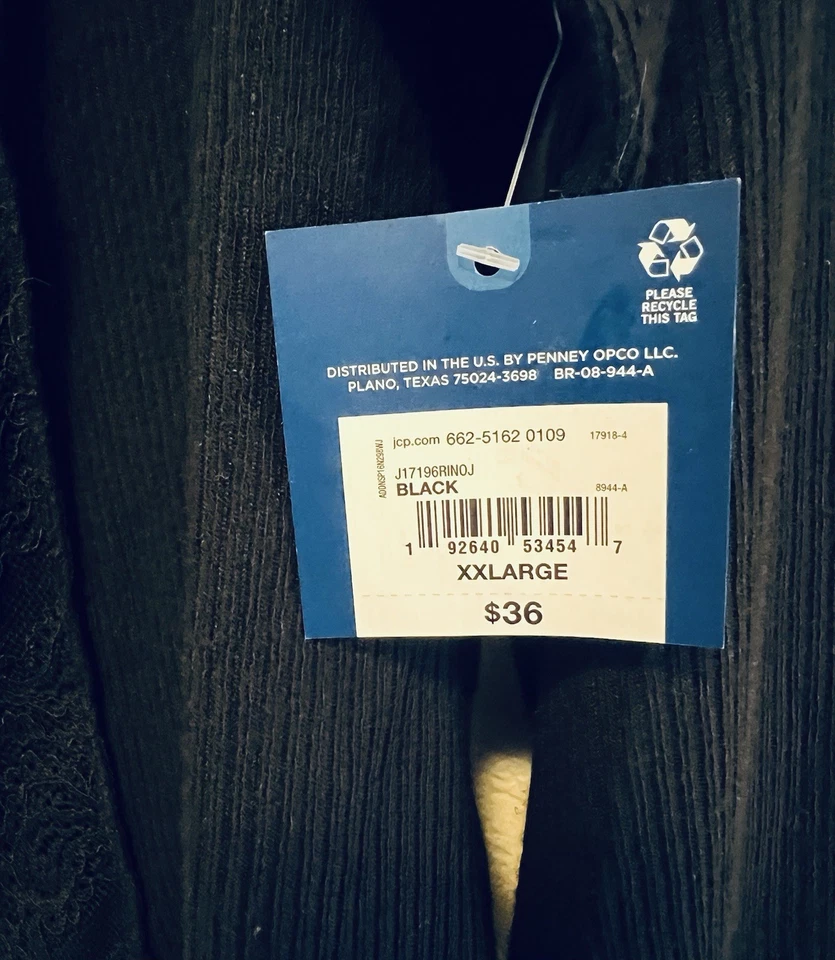 PLEASE
RECYCLE
THIS TAG
DISTRIBUTED IN THE U.S. BY PENNEY OPCO LLC.
PLANO, TEXAS 75024-3698 BR-08-944-A
jcp.com 662-5162 0109 17918-4
J17196RINOJ
BLACK 8944-A
1 92640 53454 7
XXLARGE
$36